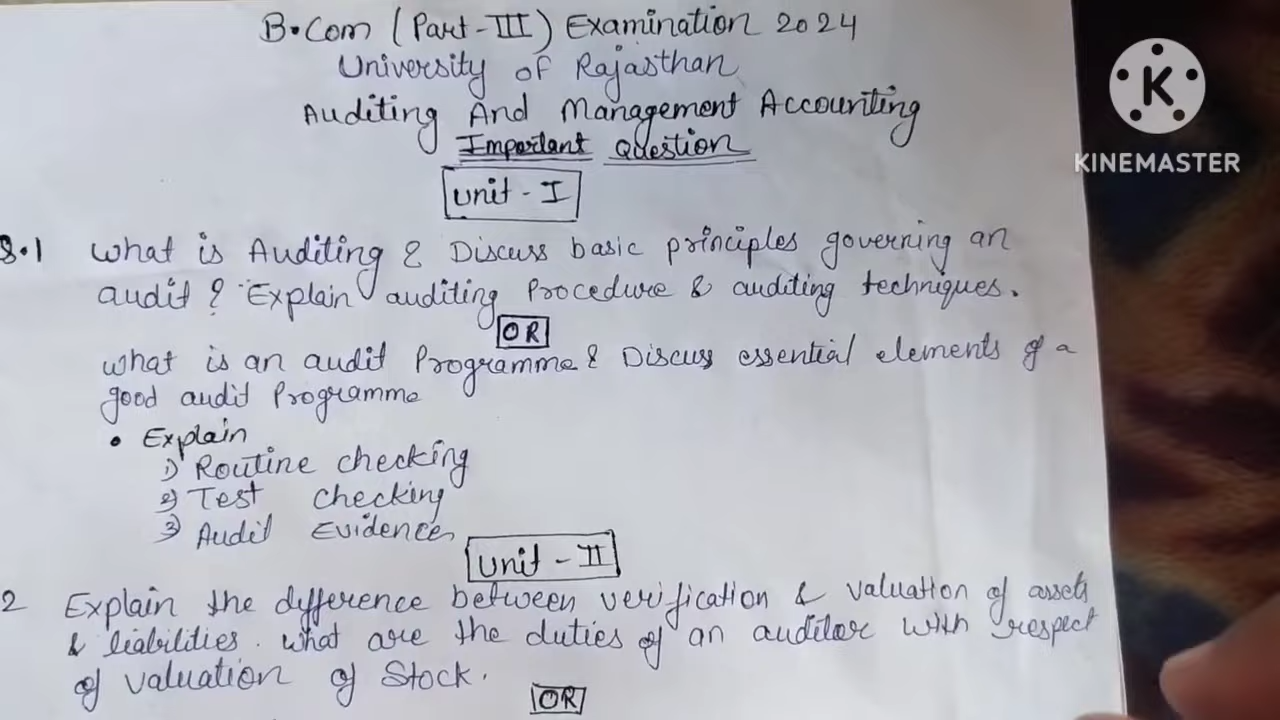 B.Com (Part-III) Examination 2024
University of Rajasthan
Auditing And Management Accounting
Important Question
Unit - I
8.1 What is Auditing & Discuss basic principles governing an
audit? Explain auditing Procedure & auditing techniques.
OR
what is an audit Programme & Discuss essential elements of a
good audit Programme
• Explain
1) Routine checking
2) Test checking
3) Audit Evidence
Unit - II
2 Explain the difference between verification & valuation of assets
& liabilities. What are the duties of an auditor with respect
of valuation of Stock.
OR
K
KINEMASTER